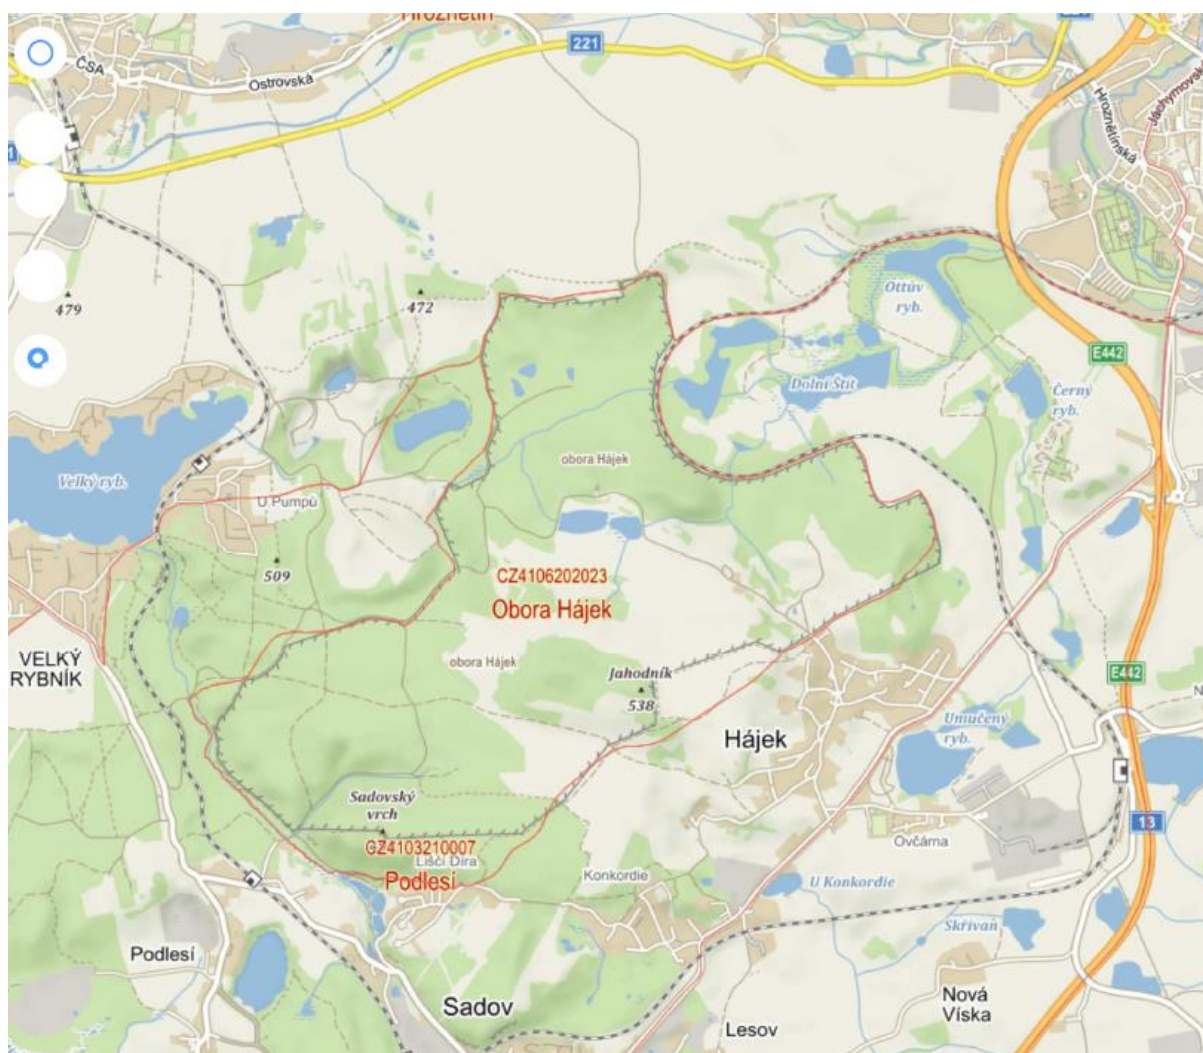 Hroznětín
221
ČSA
Ostrovská
Hroznětínská
479
472
Ottův
ryb.
E442
Dolní Štít
Černý
ryb.
obora Hájek
Velký ryb.
U Pumpů
509
CZ4106202023
Obora Hájek
VELKÝ
RYBNÍK
obora Hájek
Jahodník
538
E442
Hájek
Umučený
ryb.
Sadovský
vrch
13
CZ4103210007
Liščí Díra
Podlesí
Ovčárna
Konkordie
U Konkordie
Skřivaň
Podlesí
Sadov
Nová
Víska
Lesov